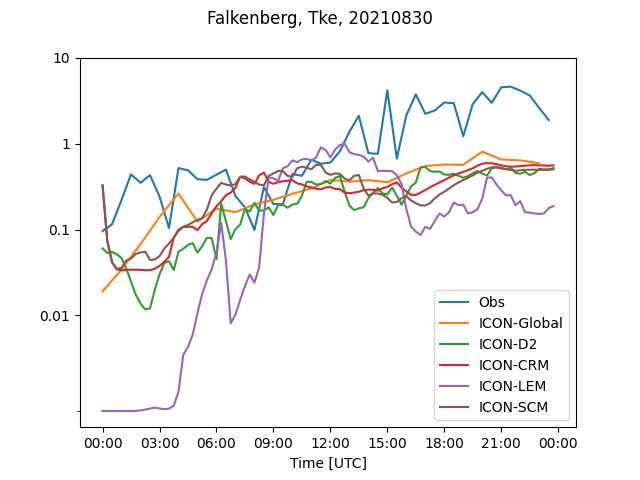 Falkenberg, Tke, 20210830
10
1
0.1
0.01
Obs
ICON-Global
ICON-D2
ICON-CRM
ICON-LEM
ICON-SCM
00:00 03:00 06:00 09:00 12:00 15:00 18:00 21:00 00:00
Time [UTC]